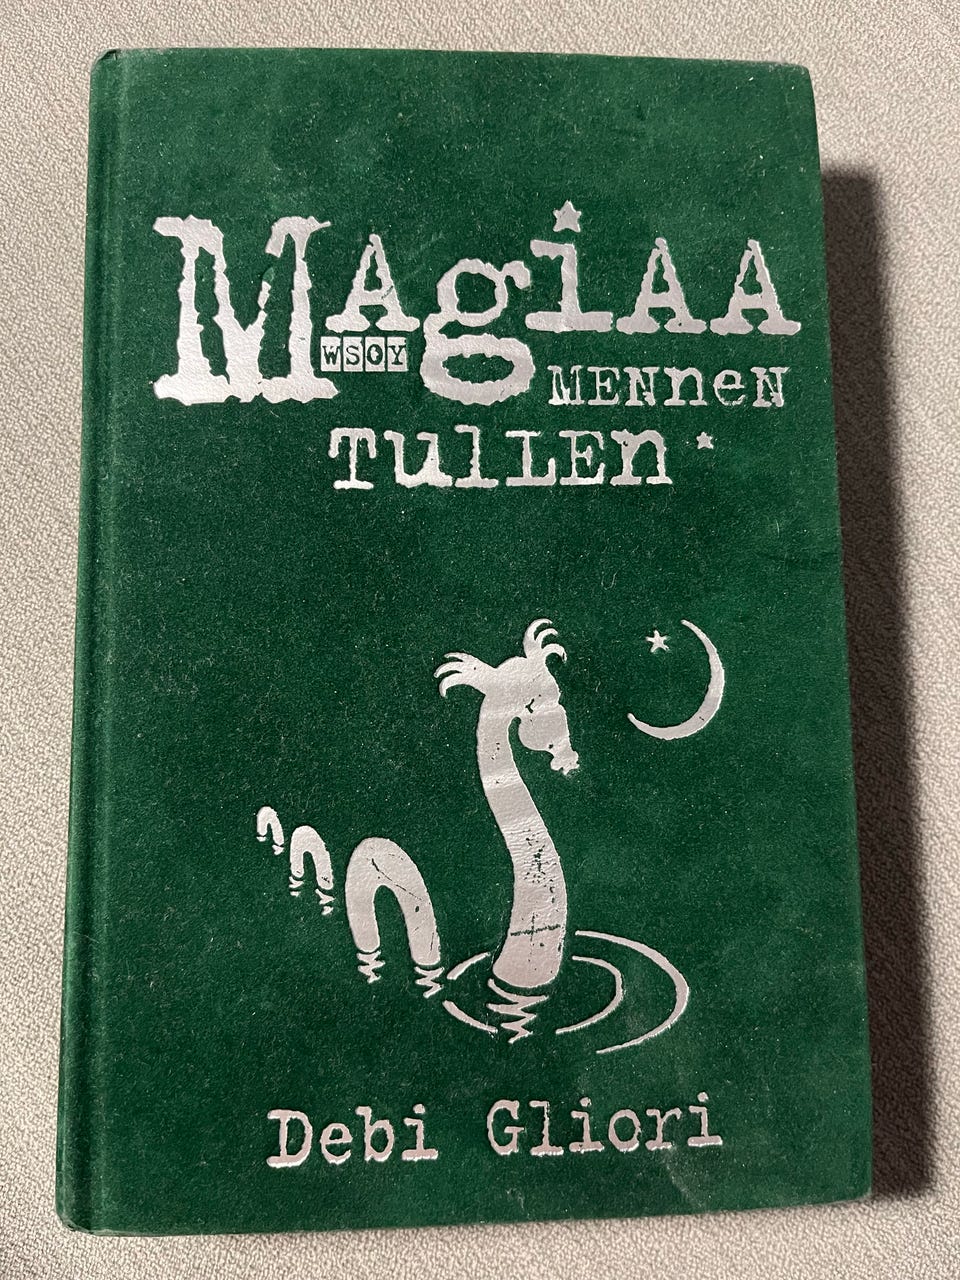 MAgiAA
WSOY
MENneN
TulLEn
Debi Gliori